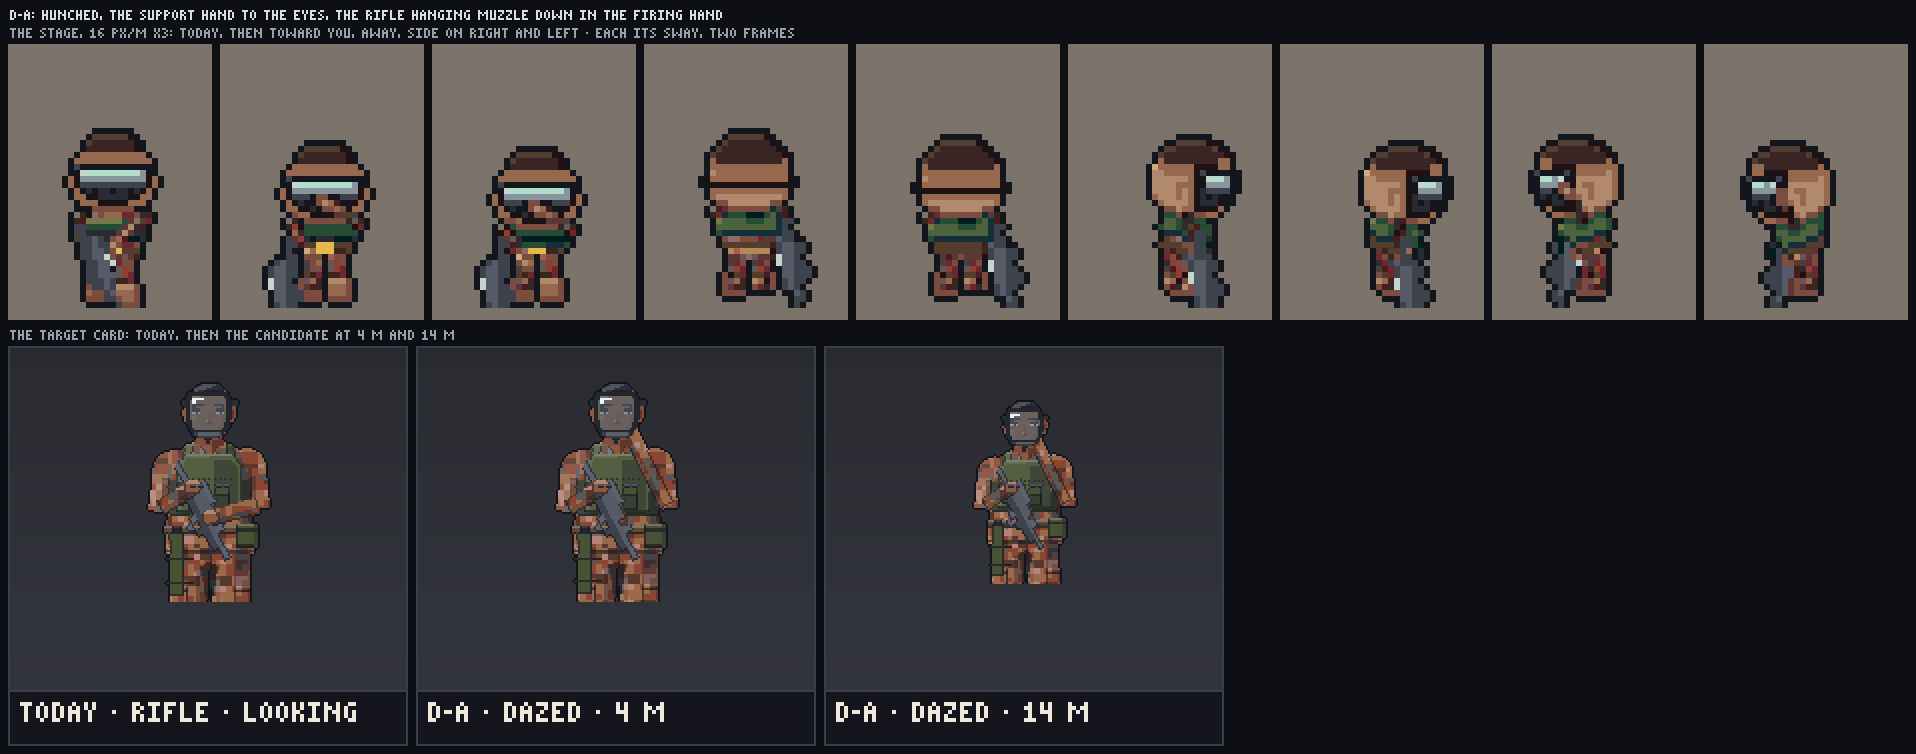 D-A: HUNCHED, THE SUPPORT HAND TO THE EYES, THE RIFLE HANGING MUZZLE DOWN IN THE FIRING HAND
THE STAGE, 16 PX/M X3: TODAY, THEN TOWARD YOU, AWAY, SIDE ON RIGHT AND LEFT · EACH ITS SWAY, TWO FRAMES
THE TARGET CARD: TODAY, THEN THE CANDIDATE AT 4 M AND 14 M
TODAY · RIFLE · LOOKING
D-A · DAZED · 4 M
D-A · DAZED · 14 M